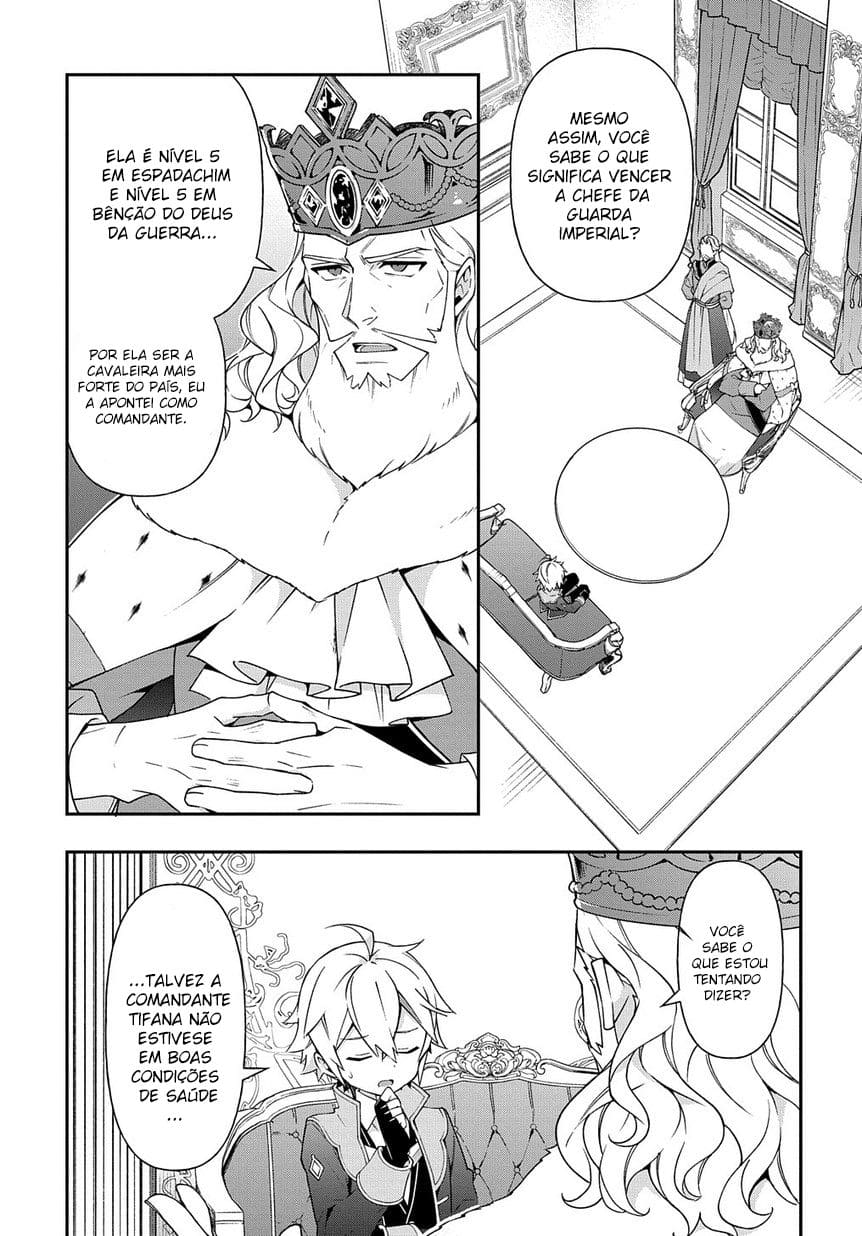 MESMO
ASSIM, VOCÊ
SABE O QUE
SIGNIFICA VENCER
A CHEFE DA
GUARDA
IMPERIAL?
ELA É NÍVEL 5
EM ESPADACHIM
E NÍVEL 5 EM
BÊNÇÃO DO DEUS
DA GUERRA...
POR ELA SER A
CAVALEIRA MAIS
FORTE DO PAÍS, EU
A APONTEI COMO
COMANDANTE.
VOCÊ
SABE O
QUE ESTOU
TENTANDO
DIZER?
...TALVEZ A
COMANDANTE
TIFANA NÃO
ESTIVESE
EM BOAS
CONDIÇÕES
DE SAÚDE
...